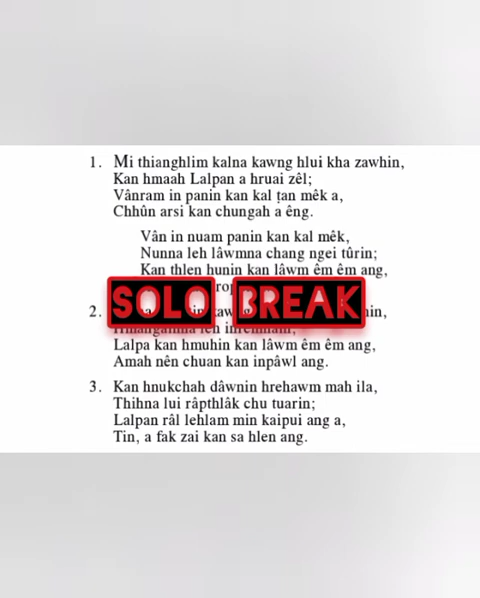 1. Mi thianghlim kalna kawng hlui kha zawhin,
Kan hmaah Lalpan a hruai zêl;
Vânram in panin kan kal ṭan mêk a,
Chhûn arsi kan chungah a êng.
Vân in nuam panin kan kal mêk,
Nunna leh lâwmna chang ngei tûrin;
Kan thlen hunin kan lâwm êm êm ang,
SOLO BREAK
2.
Lalpa kan hmuhin kan lâwm êm êm ang,
Amah nên chuan kan inpâwl ang.
3. Kan hnukchah dâwnin hrehawm mah ila,
Thihna lui râpthlâk chu tuarin;
Lalpan râl lehlam min kaipui ang a,
Tin, a fak zai kan sa hlen ang.